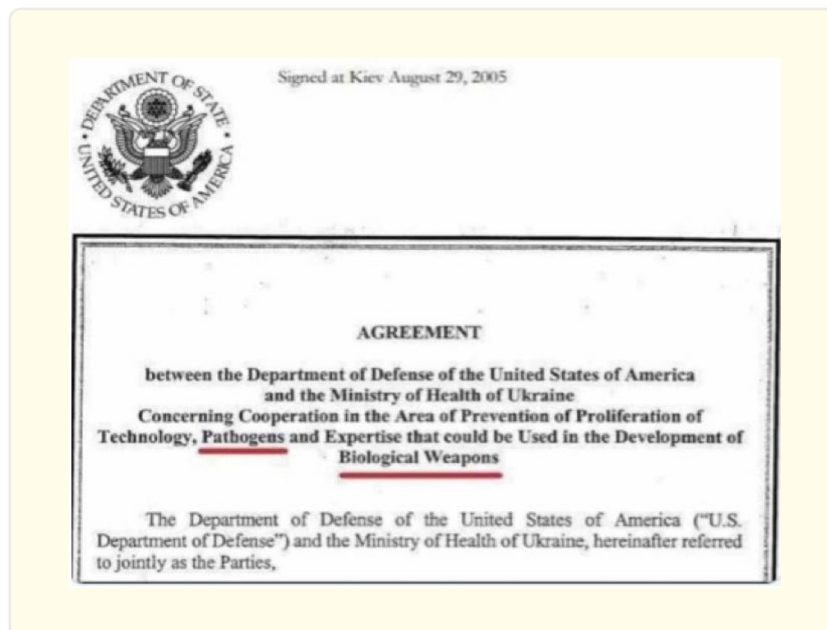 DEPARTMENT OF STATE
UNITED STATES OF AMERICA
Signed at Kiev August 29, 2005
AGREEMENT
between the Department of Defense of the United States of America
and the Ministry of Health of Ukraine
Concerning Cooperation in the Area of Prevention of Proliferation of
Technology, Pathogens and Expertise that could be Used in the Development of
Biological Weapons
The Department of Defense of the United States of America ("U.S.
Department of Defense") and the Ministry of Health of Ukraine, hereinafter referred
to jointly as the Parties,